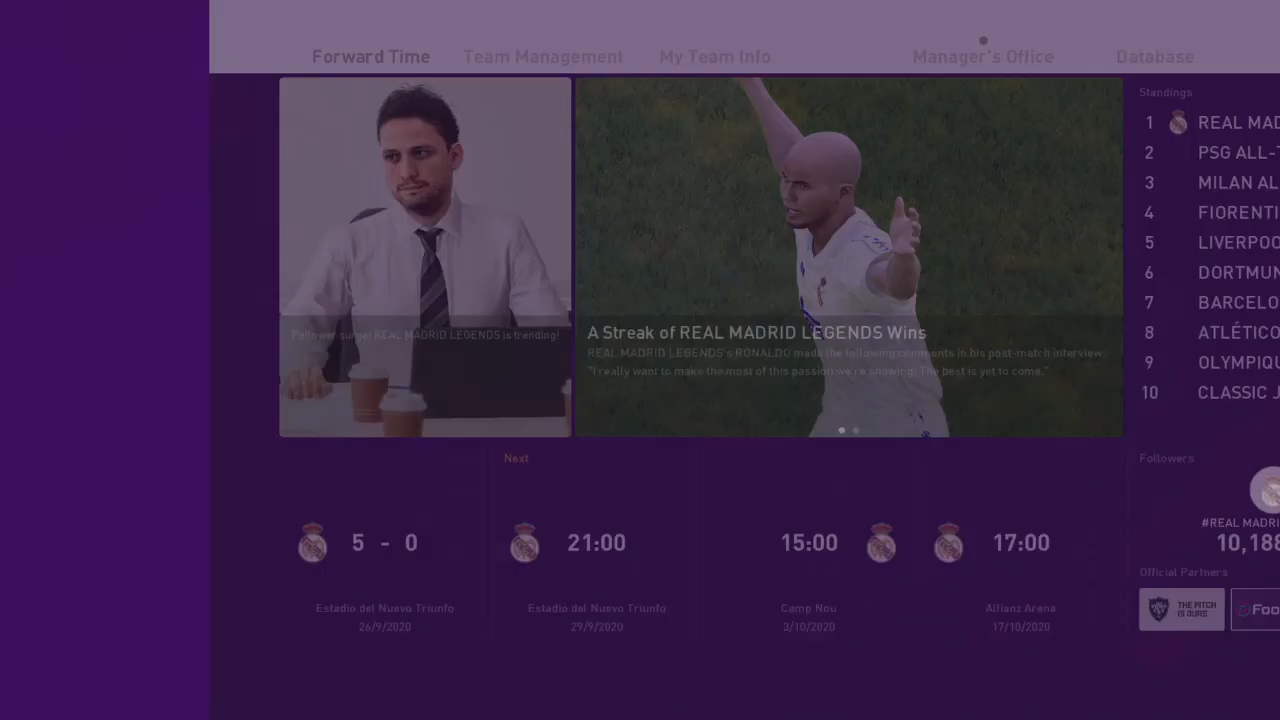 Forward Time
Team Management
My Team Info
Manager's Office
Database
Follower surge! REAL MADRID LEGENDS is trending!
A Streak of REAL MADRID LEGENDS Wins
REAL MADRID LEGENDS's RONALDO made the following comments in his post-match interview.
"I really want to make the most of this passion we're showing. The best is yet to come."
Standings
1 REAL MAD
2 PSG ALL-T
3 MILAN AL
4 FIORENTI
5 LIVERPOO
6 DORTMUN
7 BARCELO
8 ATLÉTICO
9 OLYMPIQU
10 CLASSIC J
5 - 0
Estadio del Nuevo Triunfo
26/9/2020
Next
21:00
Estadio del Nuevo Triunfo
29/9/2020
15:00
Camp Nou
3/10/2020
17:00
Allianz Arena
17/10/2020
Followers
#REAL MADRI
10,188
Official Partners
THE PITCH
IS OURS
Foo